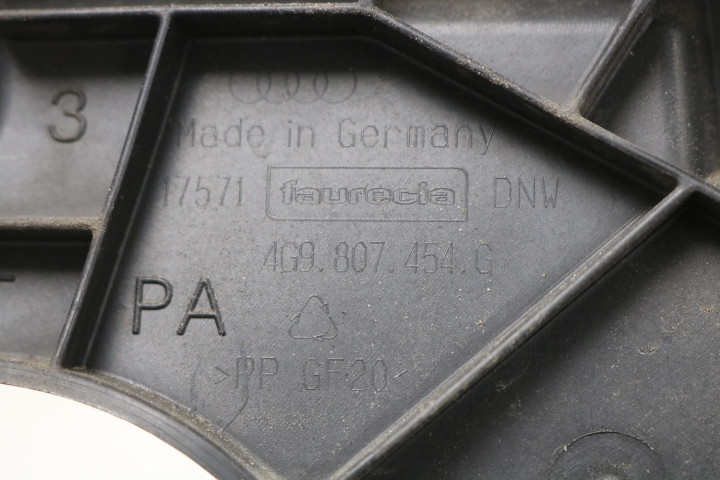 3
Made in Germany
17571 faurecia DNW
4G9.807.454.G
PA
>PP GF20<